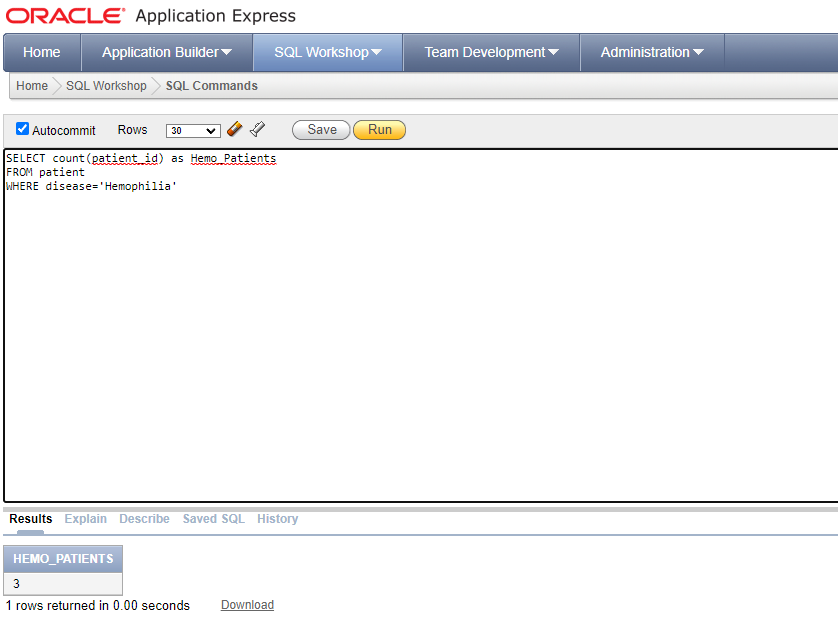 ORACLE® Application Express
Home Application Builder SQL Workshop Team Development Administration
Home SQL Workshop SQL Commands
Autocommit Rows 30 Save Run
SELECT count(patient_id) as Hemo_Patients
FROM patient
WHERE disease='Hemophilia'
Results Explain Describe Saved SQL History
HEMO_PATIENTS
3
1 rows returned in 0.00 seconds Download